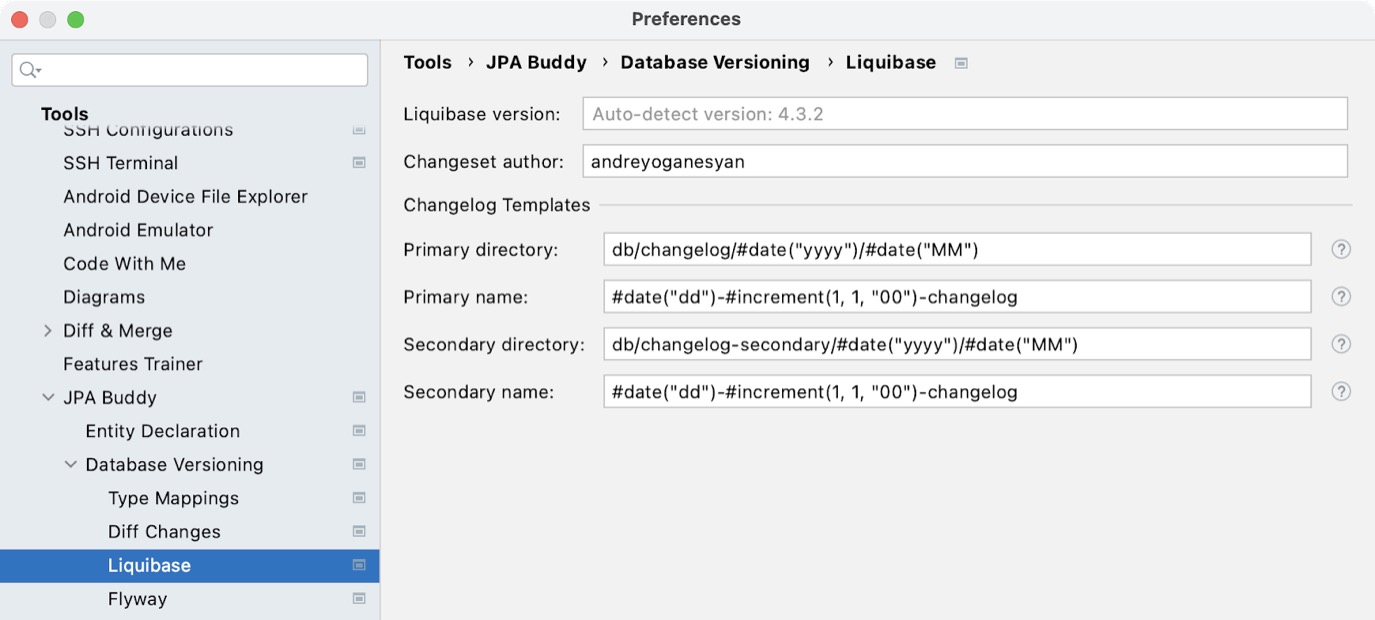 Preferences
Tools
SSH Configurations
SSH Terminal
Android Device File Explorer
Android Emulator
Code With Me
Diagrams
Diff & Merge
Features Trainer
JPA Buddy
Entity Declaration
Database Versioning
Type Mappings
Diff Changes
Liquibase
Flyway
Tools › JPA Buddy › Database Versioning › Liquibase
Liquibase version: Auto-detect version: 4.3.2
Changeset author: andreyoganesyan
Changelog Templates
Primary directory: db/changelog/#date("yyyy")/#date("MM") ?
Primary name: #date("dd")-#increment(1, 1, "00")-changelog ?
Secondary directory: db/changelog-secondary/#date("yyyy")/#date("MM") ?
Secondary name: #date("dd")-#increment(1, 1, "00")-changelog ?